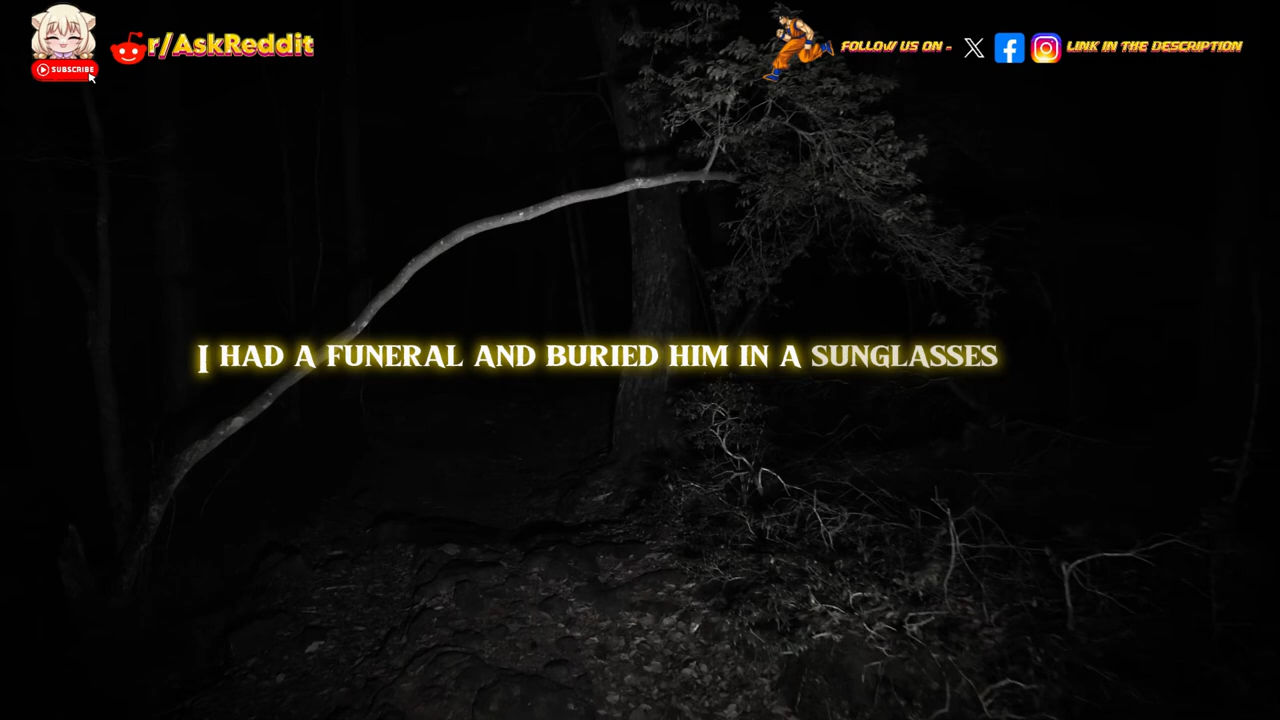 r/AskReddit
FOLLOW US ON -
LINK IN THE DESCRIPTION
SUBSCRIBE
I HAD A FUNERAL AND BURIED HIM IN A SUNGLASSES